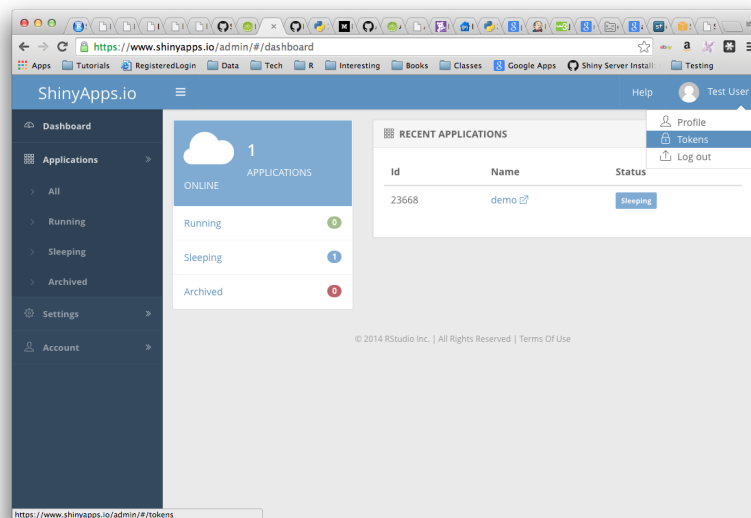 https://www.shinyapps.io/admin/#/dashboard
Apps Tutorials RegisteredLogin Data Tech R Interesting Books Classes Google Apps Shiny Server Install Testing
ShinyApps.io Help Test User
Dashboard
Applications
All
Running
Sleeping
Archived
Settings
Account
1
APPLICATIONS
ONLINE
Running 0
Sleeping 1
Archived 0
RECENT APPLICATIONS
Id Name Status
23668 demo Sleeping
Profile
Tokens
Log out
© 2014 RStudio Inc. | All Rights Reserved | Terms Of Use
https://www.shinyapps.io/admin/#/tokens